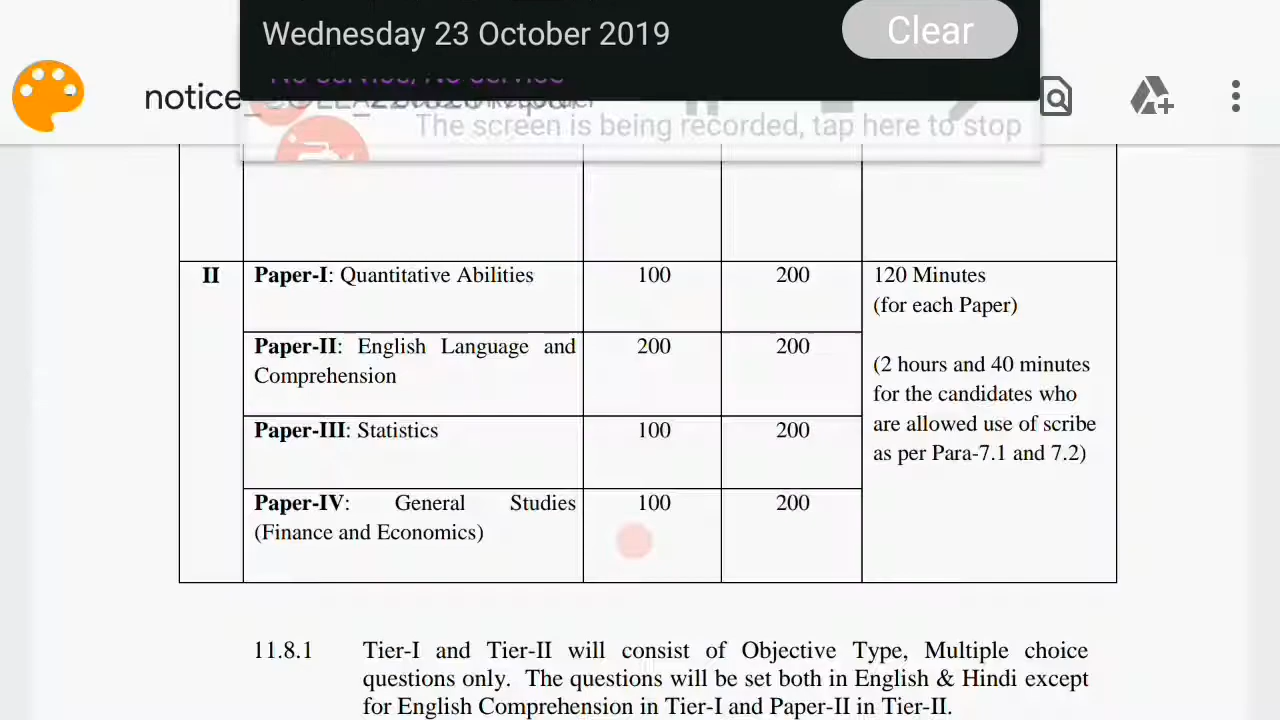 Wednesday 23 October 2019
Clear
No service, No service
notice_
The screen is being recorded, tap here to stop
II
Paper-I: Quantitative Abilities
100
200
120 Minutes
(for each Paper)
Paper-II: English Language and
Comprehension
200
200
(2 hours and 40 minutes
for the candidates who
are allowed use of scribe
as per Para-7.1 and 7.2)
Paper-III: Statistics
100
200
Paper-IV: General Studies
(Finance and Economics)
100
200
11.8.1 Tier-I and Tier-II will consist of Objective Type, Multiple choice
questions only. The questions will be set both in English & Hindi except
for English Comprehension in Tier-I and Paper-II in Tier-II.